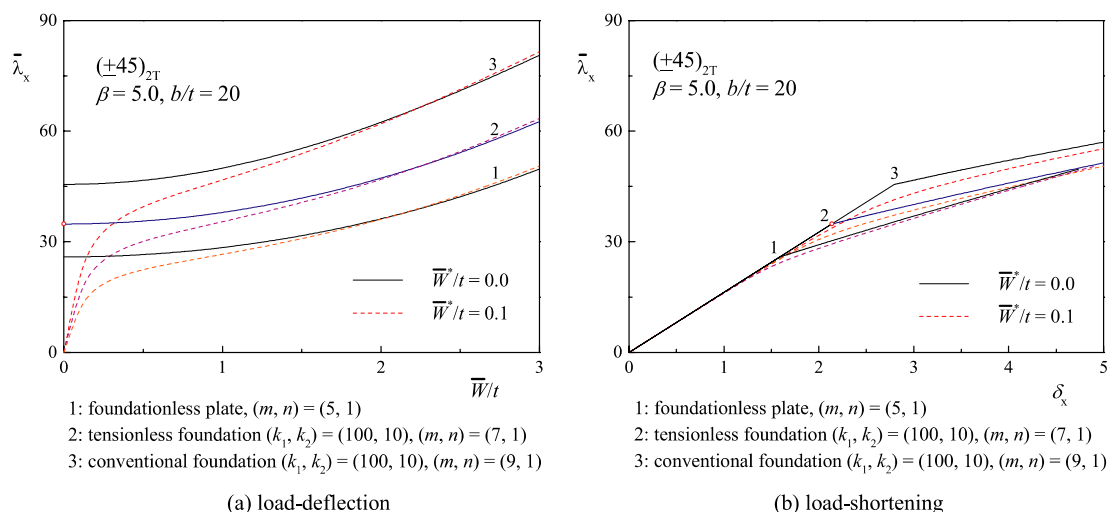 90
60
30
0
λ̅ₓ
(±45)₂T
β = 5.0, b/t = 20
3
2
1
W̅*/t = 0.0
W̅*/t = 0.1
0 1 2 3
W̅/t
1: foundationless plate, (m, n) = (5, 1)
2: tensionless foundation (k₁, k₂) = (100, 10), (m, n) = (7, 1)
3: conventional foundation (k₁, k₂) = (100, 10), (m, n) = (9, 1)
(a) load-deflection
90
60
30
0
λ̅ₓ
(±45)₂T
β = 5.0, b/t = 20
3
2
1
W̅*/t = 0.0
W̅*/t = 0.1
0 1 2 3 4 5
δₓ
1: foundationless plate, (m, n) = (5, 1)
2: tensionless foundation (k₁, k₂) = (100, 10), (m, n) = (7, 1)
3: conventional foundation (k₁, k₂) = (100, 10), (m, n) = (9, 1)
(b) load-shortening